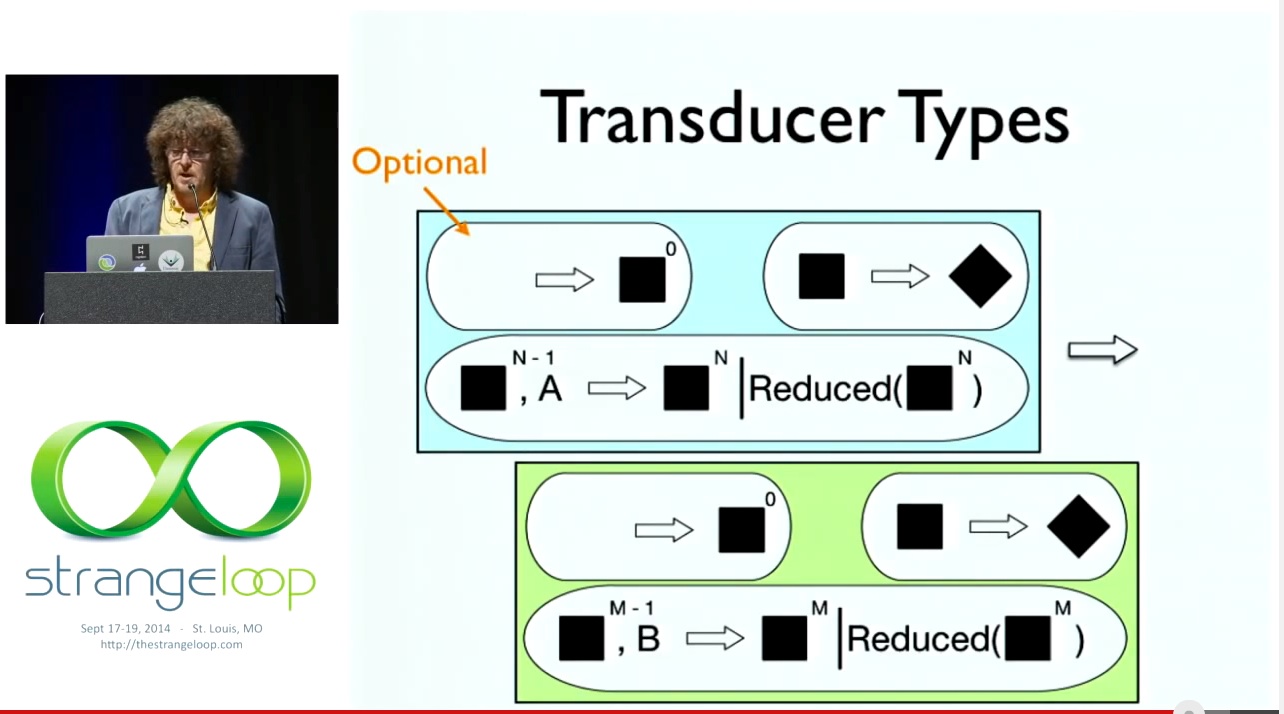 Transducer Types
Optional
0
N - 1
, A
N
Reduced(
N
)
strangeloop
Sept 17-19, 2014 - St. Louis, MO
http://thestrangeloop.com
0
M - 1
, B
M
Reduced(
M
)